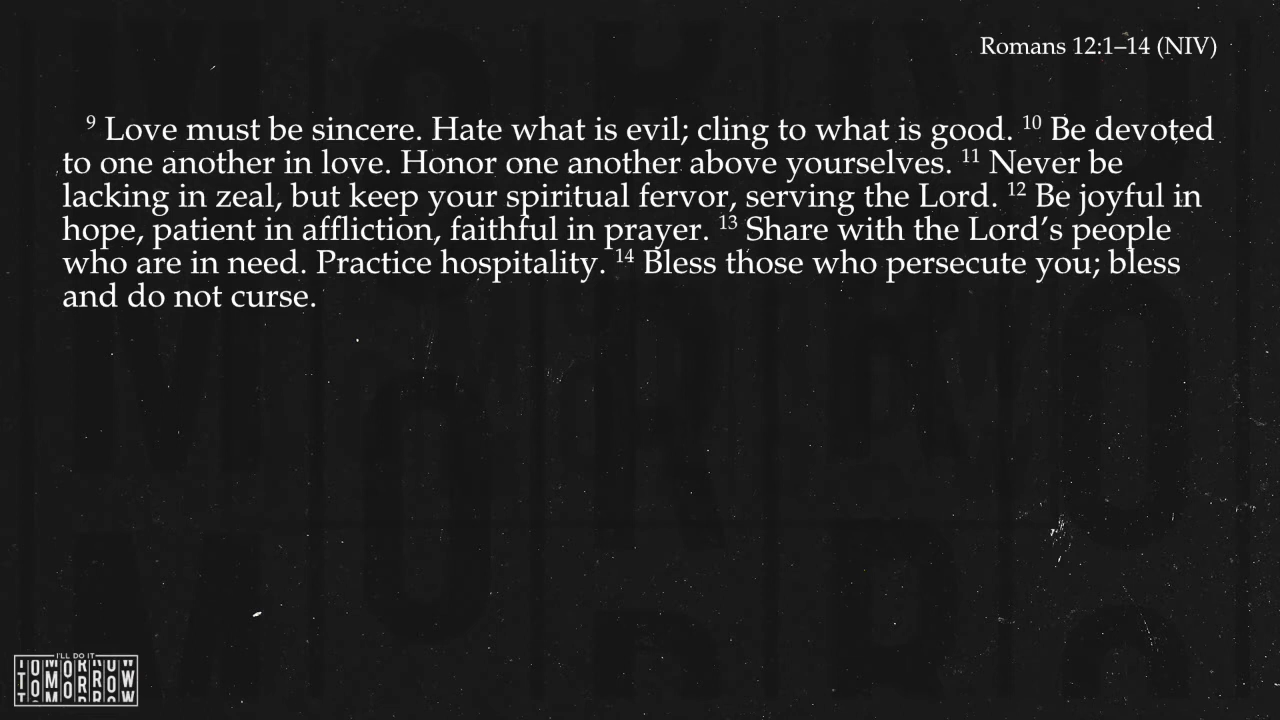 Romans 12:1–14 (NIV)
9 Love must be sincere. Hate what is evil; cling to what is good. 10 Be devoted
to one another in love. Honor one another above yourselves. 11 Never be
lacking in zeal, but keep your spiritual fervor, serving the Lord. 12 Be joyful in
hope, patient in affliction, faithful in prayer. 13 Share with the Lord’s people
who are in need. Practice hospitality. 14 Bless those who persecute you; bless
and do not curse.
I'LL DO IT
TOMORROW
TOMORROW
TOMORROW